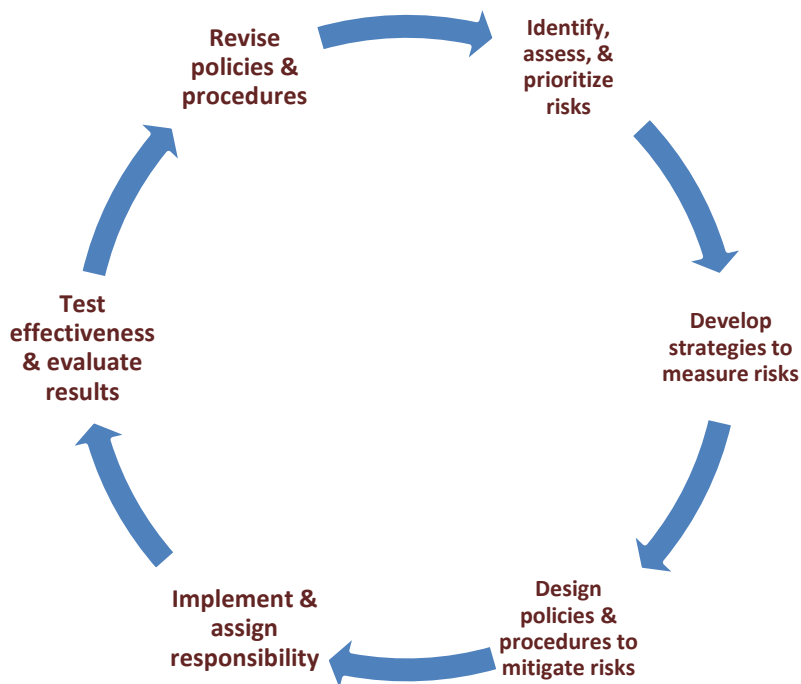 Revise
policies &
procedures
Identify,
assess, &
prioritize
risks
Develop
strategies to
measure risks
Design
policies &
procedures to
mitigate risks
Implement &
assign
responsibility
Test
effectiveness
& evaluate
results